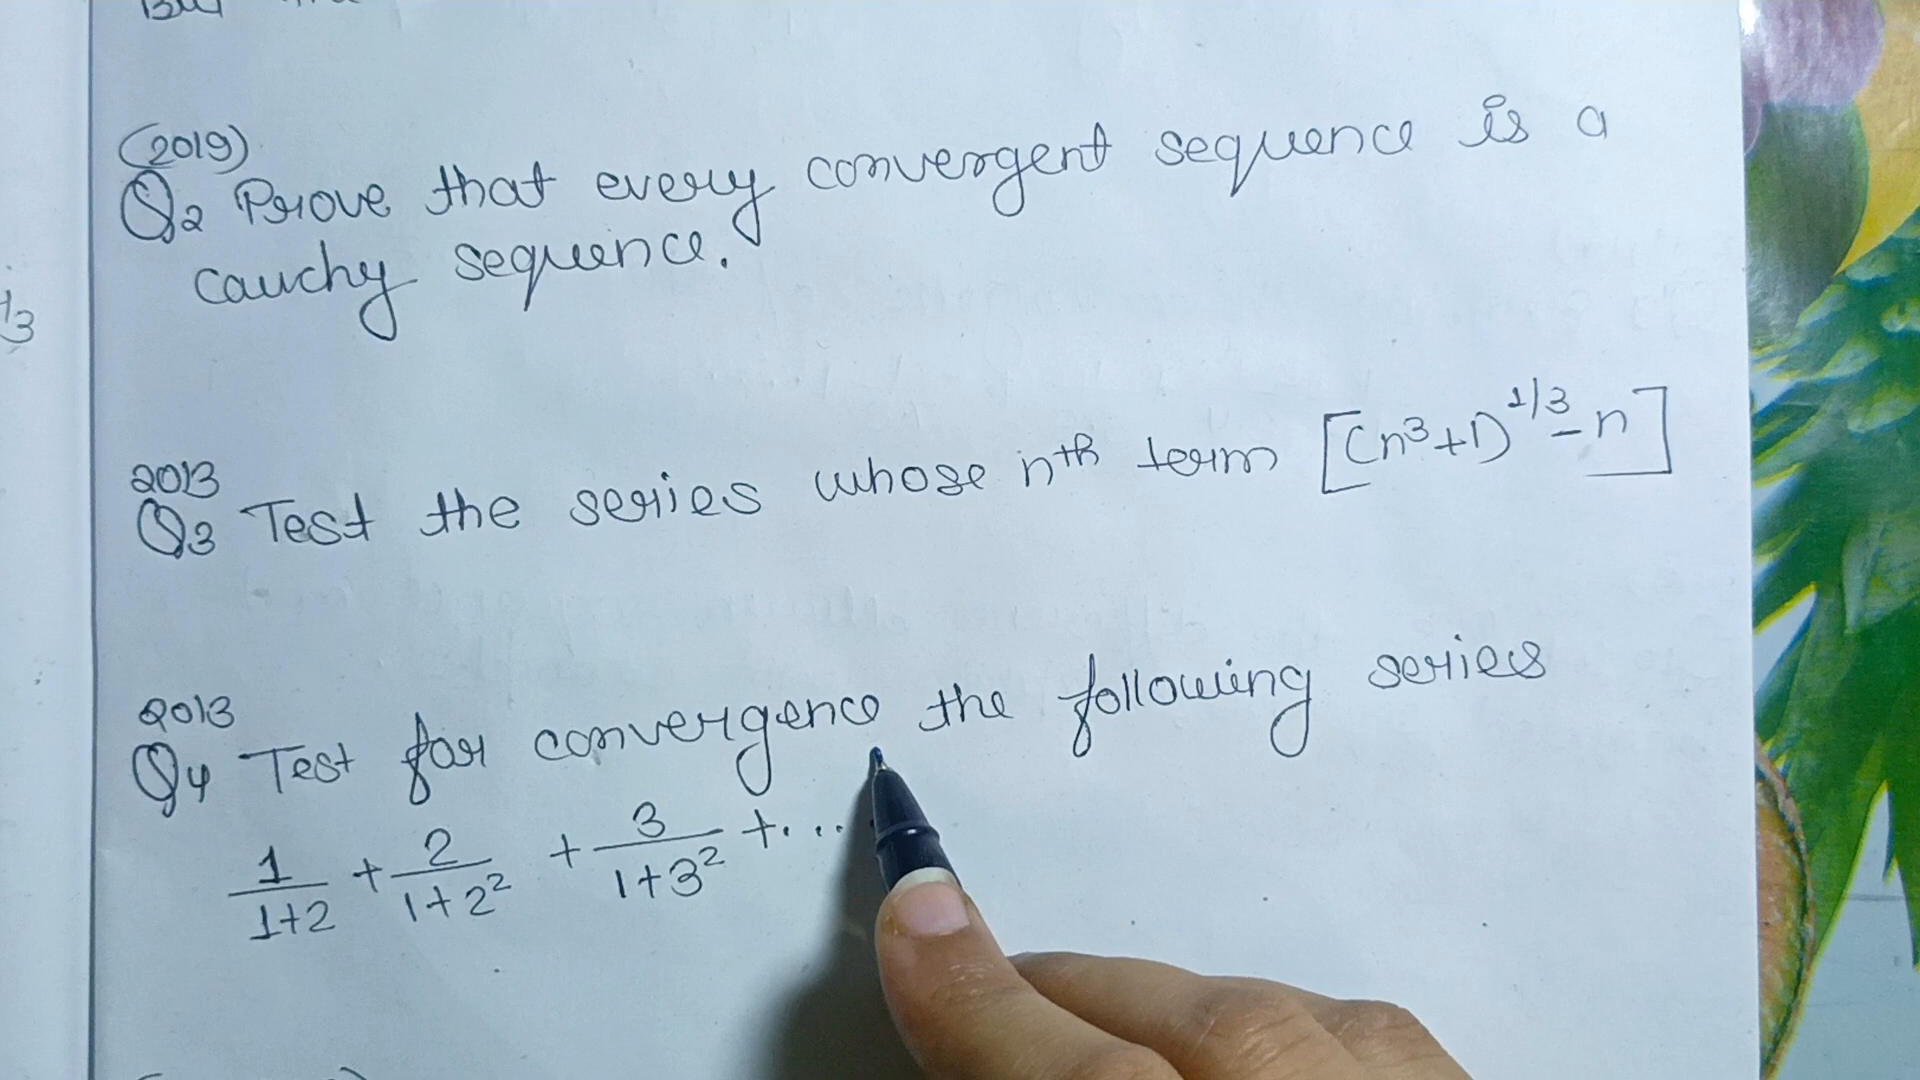 (2019)
Q2 Prove that every convergent sequence is a
cauchy sequence.
1/3
2013
Q3 Test the series whose nth term [(n³+1)^1/3 - n]
2013
Q4 Test for convergence the following series
1/(1+2) + 2/(1+2²) + 3/(1+3²) + ...